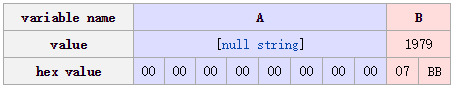 variable name A B
value [null string] 1979
hex value 00 00 00 00 00 00 00 00 07 BB